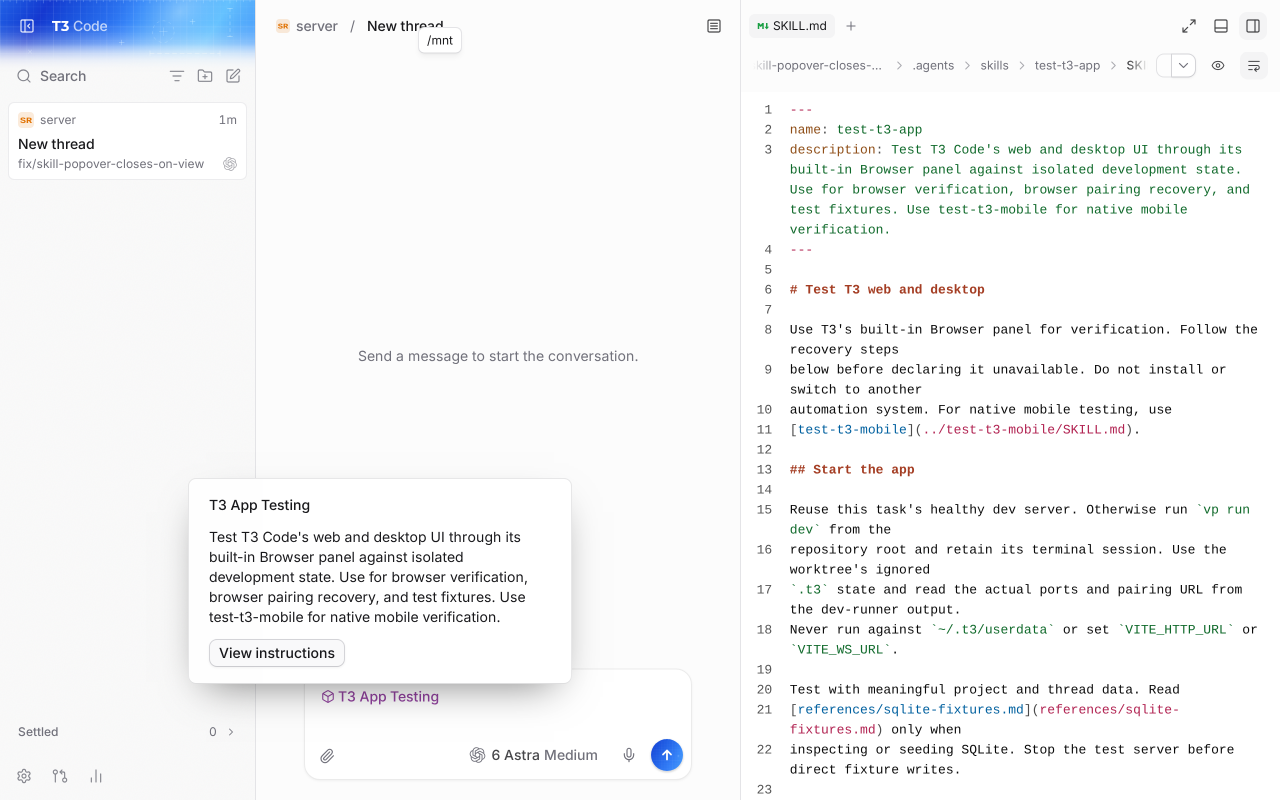 T3 Code
Search
SR server 1m
New thread
fix/skill-popover-closes-on-view
Settled 0
SR server / New thread
/mnt
Send a message to start the conversation.
T3 App Testing
Test T3 Code's web and desktop UI through its
built-in Browser panel against isolated
development state. Use for browser verification,
browser pairing recovery, and test fixtures. Use
test-t3-mobile for native mobile verification.
View instructions
T3 App Testing
6 Astra Medium
M↓ SKILL.md
kill-popover-closes-... .agents skills test-t3-app SKI
1 ---
2 name: test-t3-app
3 description: Test T3 Code's web and desktop UI through its
built-in Browser panel against isolated development state.
Use for browser verification, browser pairing recovery, and
test fixtures. Use test-t3-mobile for native mobile
verification.
4 ---
5
6 # Test T3 web and desktop
7
8 Use T3's built-in Browser panel for verification. Follow the
recovery steps
9 below before declaring it unavailable. Do not install or
switch to another
10 automation system. For native mobile testing, use
11 [test-t3-mobile](../test-t3-mobile/SKILL.md).
12
13 ## Start the app
14
15 Reuse this task's healthy dev server. Otherwise run `vp run
dev` from the
16 repository root and retain its terminal session. Use the
worktree's ignored
17 `.t3` state and read the actual ports and pairing URL from
the dev-runner output.
18 Never run against `~/.t3/userdata` or set `VITE_HTTP_URL` or
`VITE_WS_URL`.
19
20 Test with meaningful project and thread data. Read
21 [references/sqlite-fixtures.md](references/sqlite-
fixtures.md) only when
22 inspecting or seeding SQLite. Stop the test server before
direct fixture writes.
23